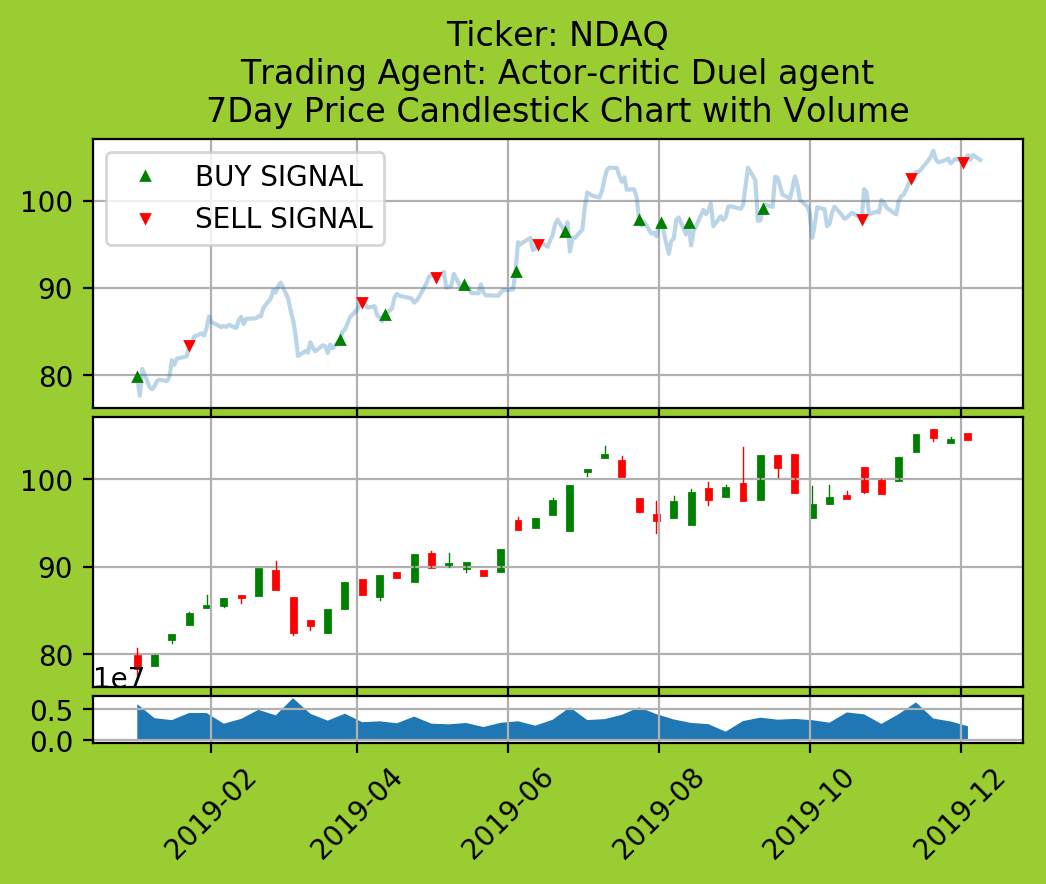 Ticker: NDAQ
Trading Agent: Actor-critic Duel agent
7Day Price Candlestick Chart with Volume
BUY SIGNAL
SELL SIGNAL
100
90
80
100
90
80
1e7
0.5
0.0
2019-02
2019-04
2019-06
2019-08
2019-10
2019-12